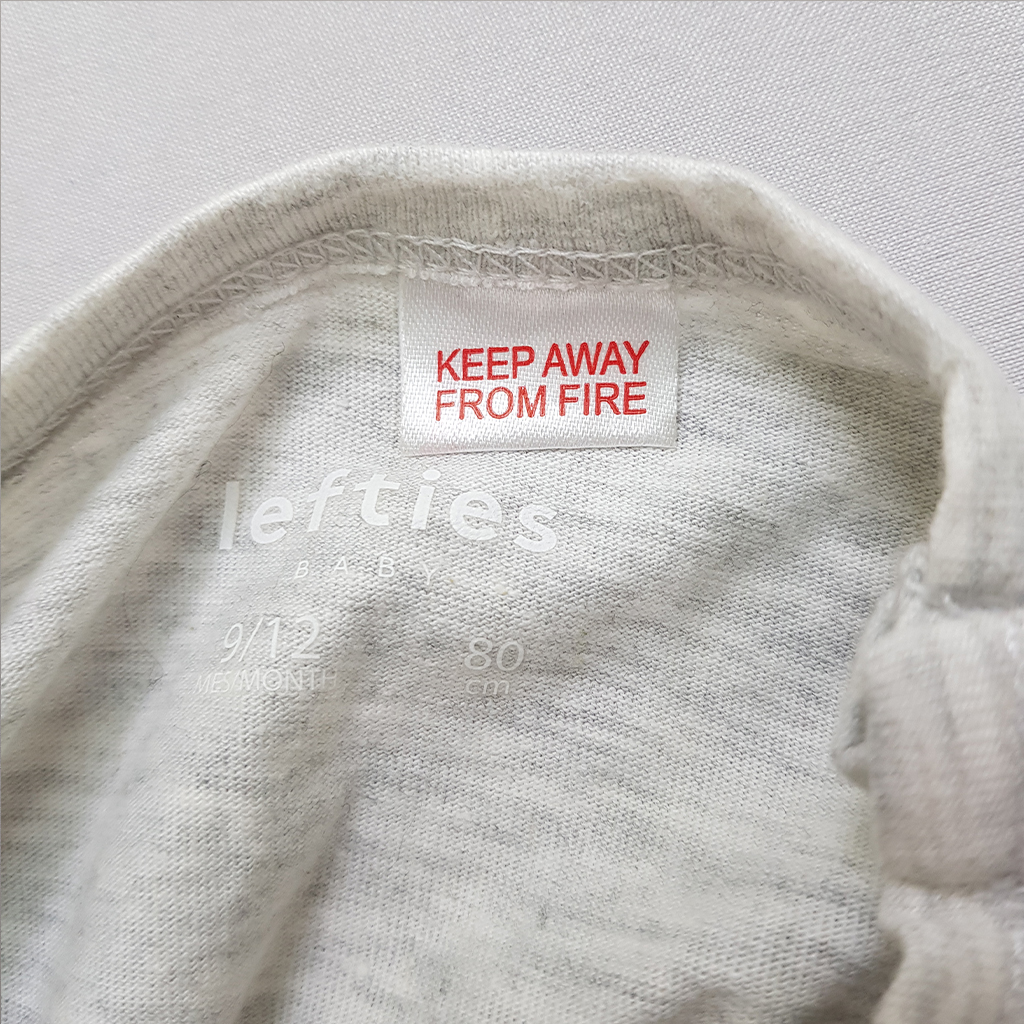 KEEP AWAY
FROM FIRE
lefties
BABY
9/12 80
MES/MONTH cm